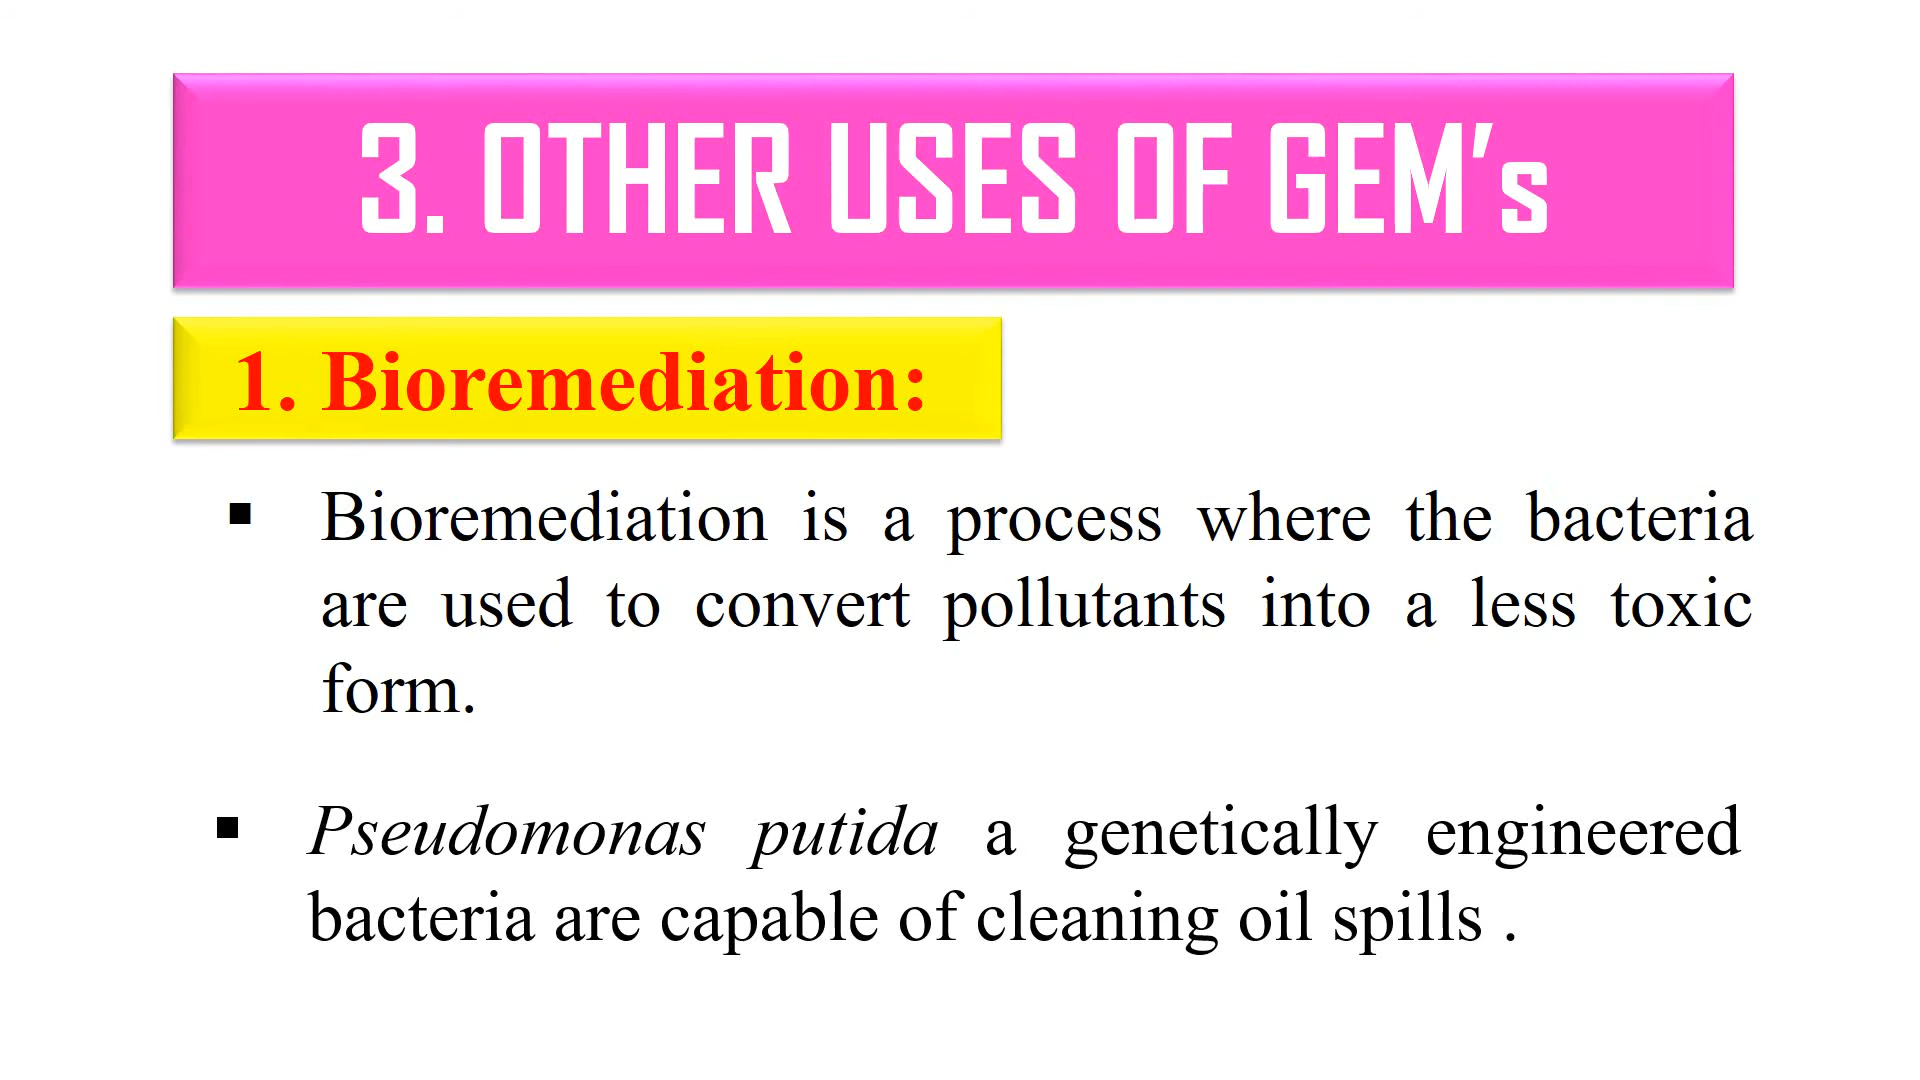 3. OTHER USES OF GEM’s
1. Bioremediation:
▪ Bioremediation is a process where the bacteria
are used to convert pollutants into a less toxic
form.
▪ Pseudomonas putida a genetically engineered
bacteria are capable of cleaning oil spills .